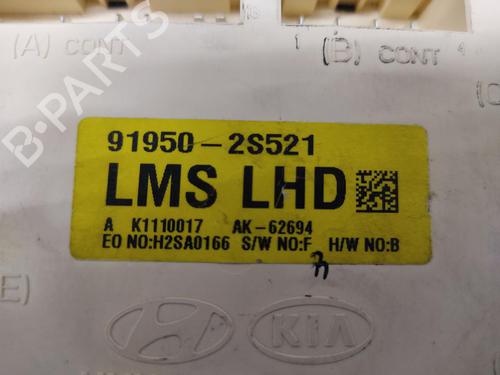 (A) CONT
1 (B) CONT 4
91950-2S521
LMS LHD
A K1110017 AK-62694
EO NO:H2SA0166 S/W NO:F H/W NO:B
E)
KIA
B-PARTS